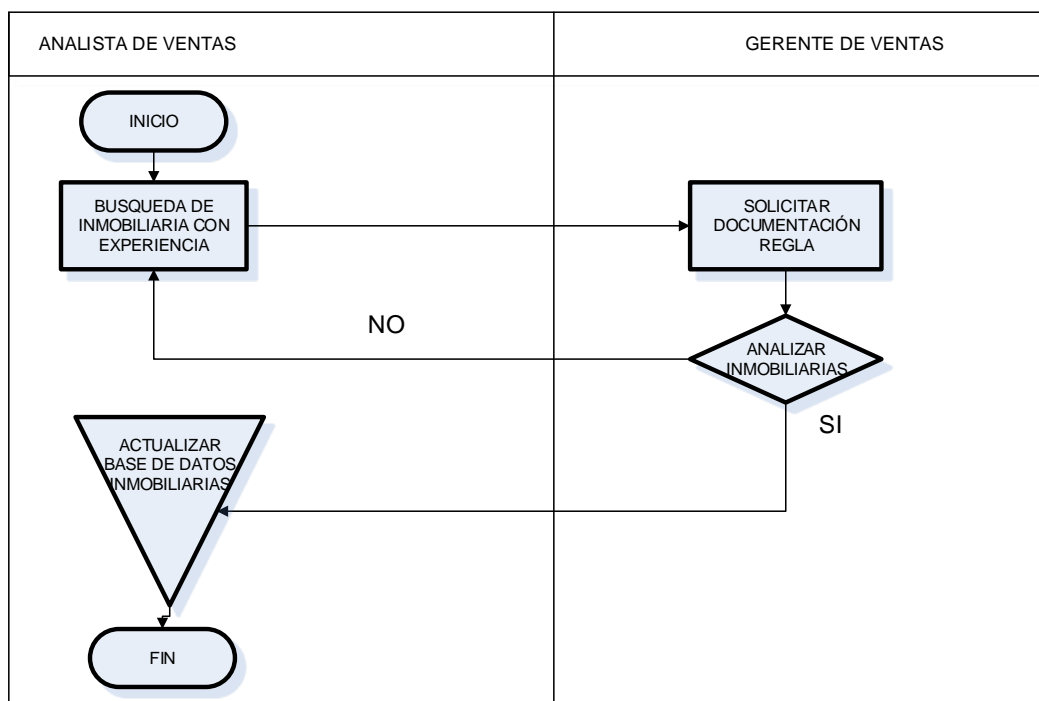 ANALISTA DE VENTAS
GERENTE DE VENTAS
INICIO
BUSQUEDA DE
INMOBILIARIA CON
EXPERIENCIA
SOLICITAR
DOCUMENTACIÓN
REGLA
NO
ANALIZAR
INMOBILIARIAS
SI
ACTUALIZAR
BASE DE DATOS
INMOBILIARIAS
FIN